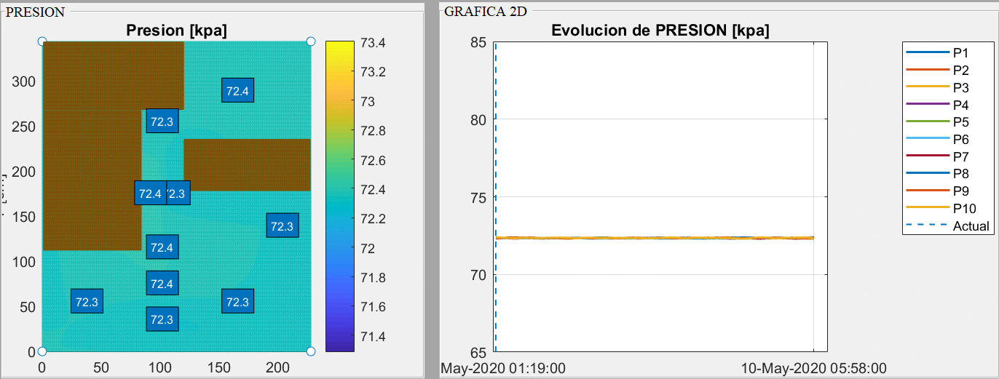 PRESION
Presion [kpa]
300
250
200
150
100
50
0
0 50 100 150 200
72.4
72.3
72.4
2.3
72.3
72.4
72.4
72.3
72.3
72.3
73.4
73.2
73
72.8
72.6
72.4
72.2
72
71.8
71.6
71.4
GRAFICA 2D
Evolucion de PRESION [kpa]
85
80
75
70
65
May-2020 01:19:00
10-May-2020 05:58:00
P1
P2
P3
P4
P5
P6
P7
P8
P9
P10
Actual